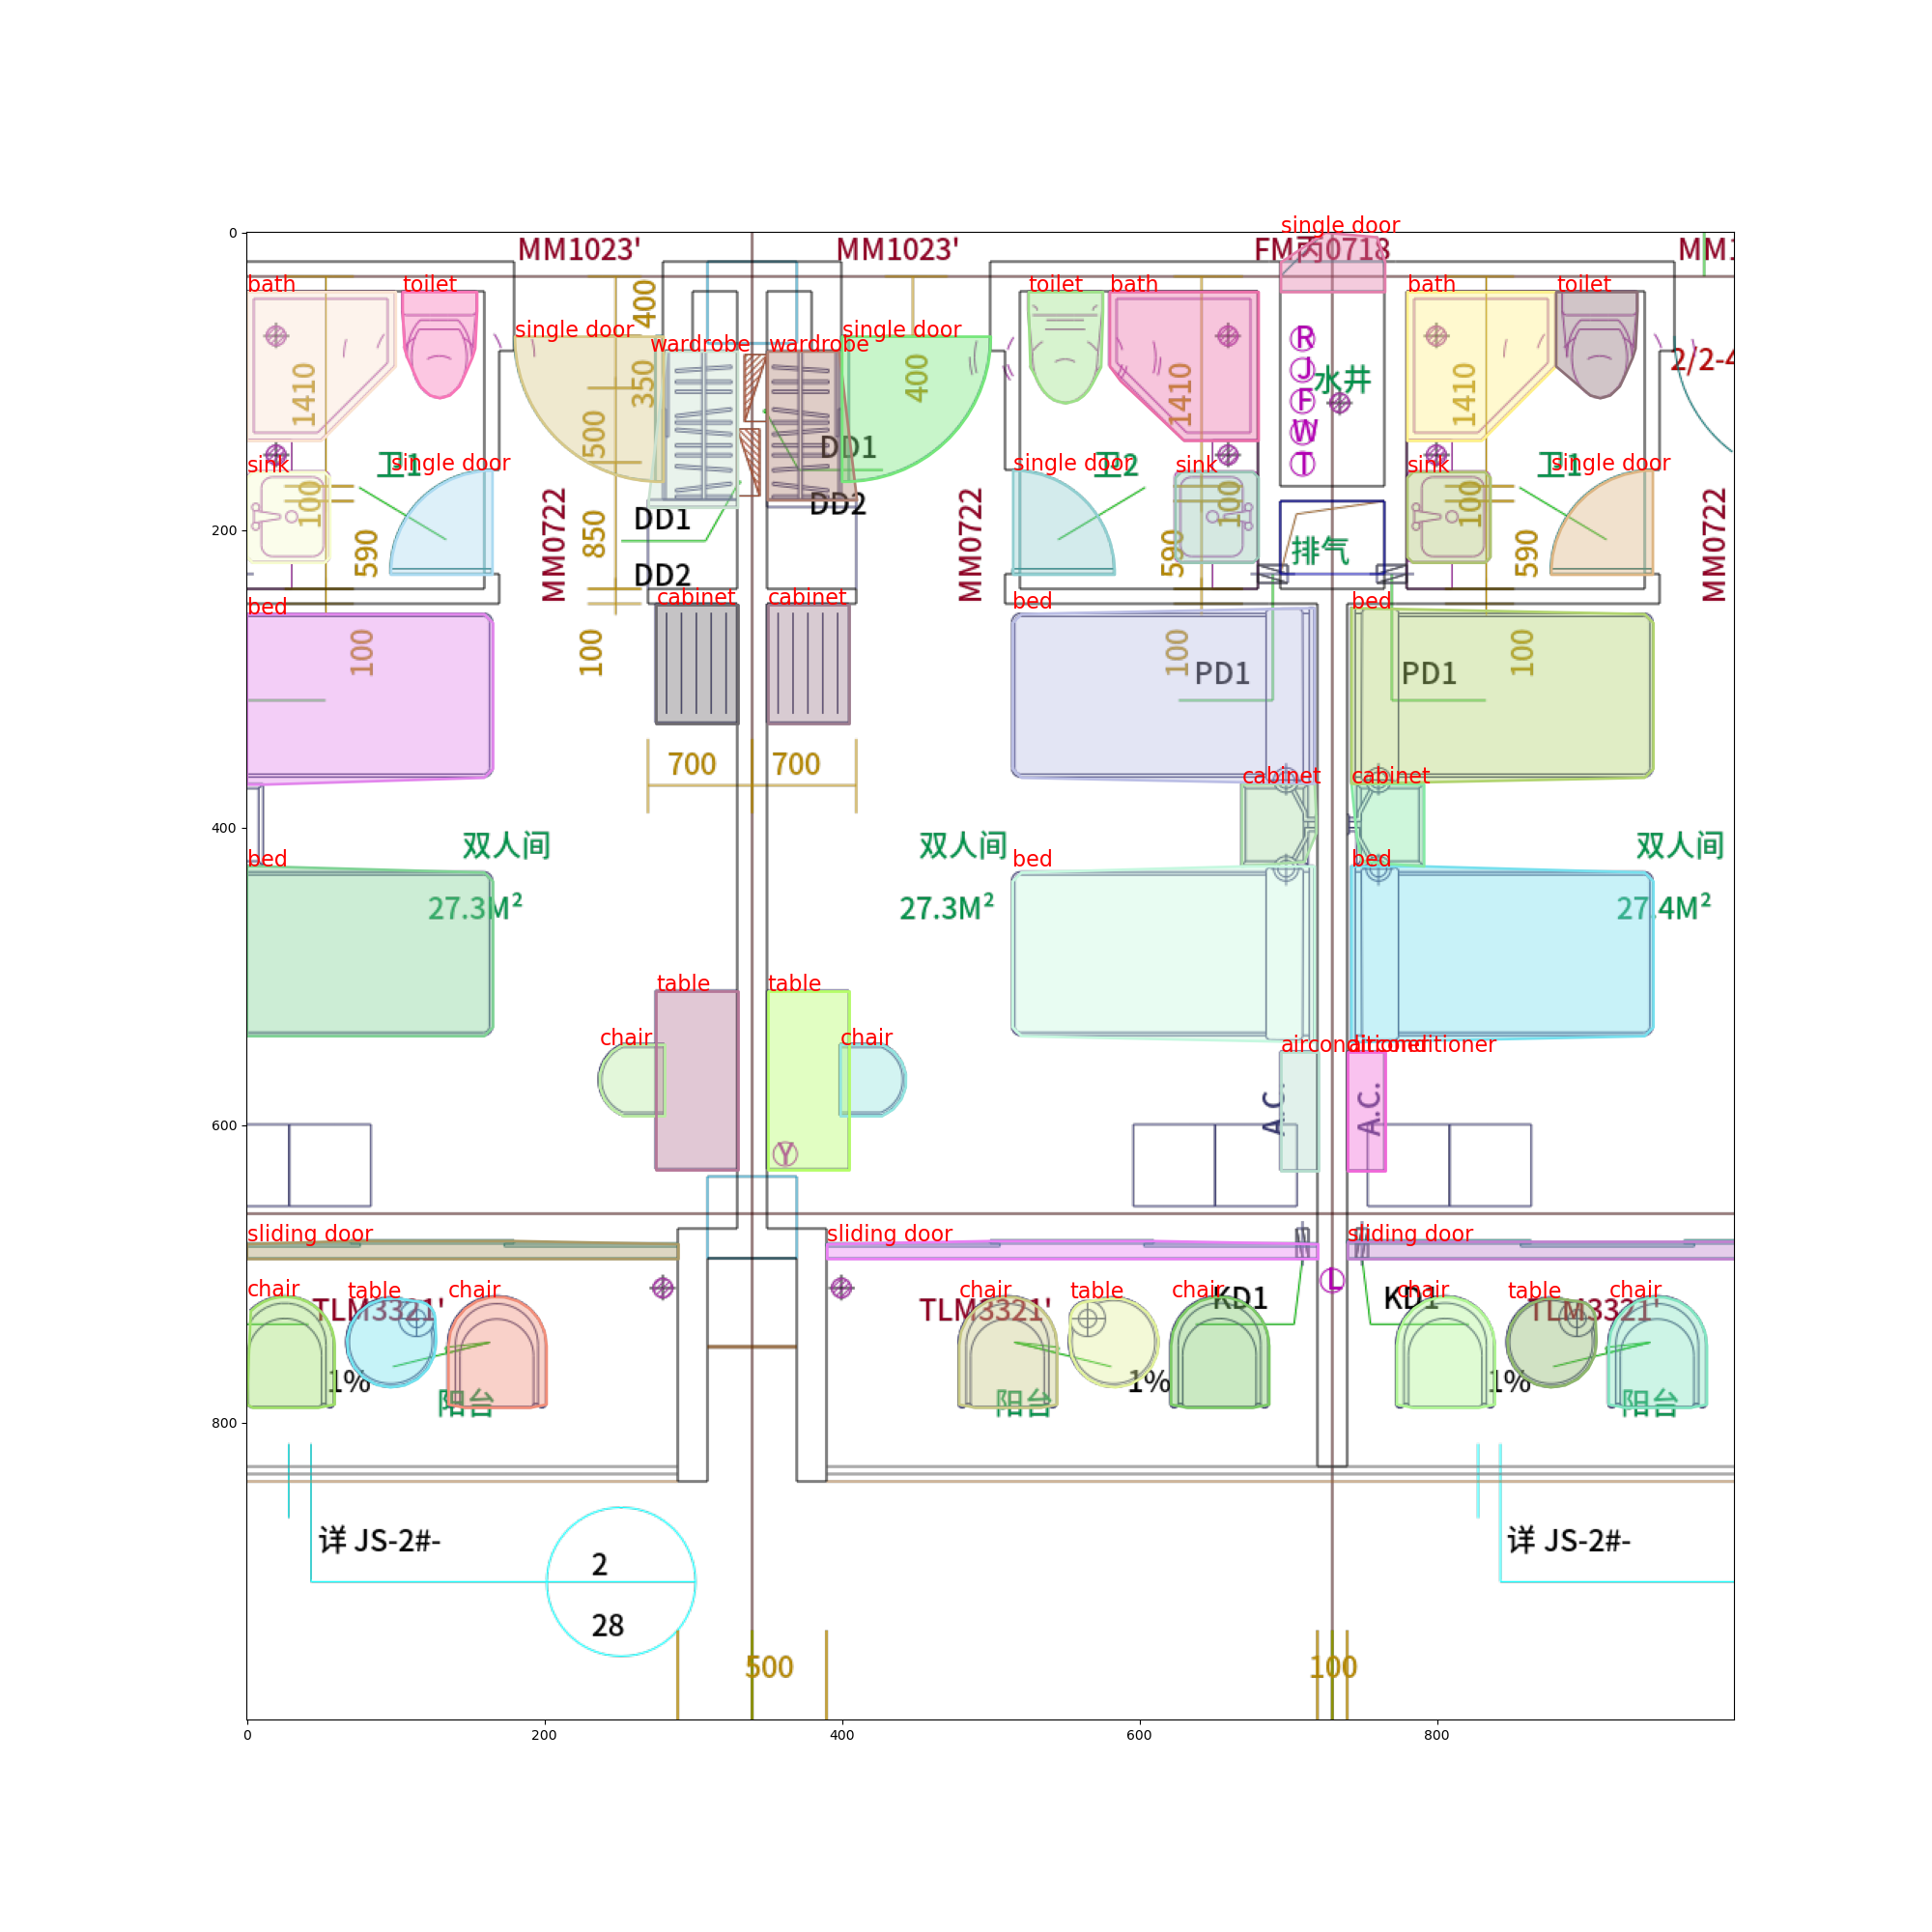 single door
MM1023'
MM1023'
FM丙0718
MM1
0
bath
toilet
toilet
bath
bath
toilet
400
single door
single door
wardrobe
wardrobe
R
J
F
W
T
水井
2/2-4
1410
350
400
1410
1410
500
DD1
卫1
卫2
卫1
sink
single door
single door
sink
sink
single door
100
MM0722
DD1
DD2
MM0722
100
100
MM0722
200
590
850
590
排气
590
DD2
cabinet
cabinet
bed
bed
bed
100
100
100
100
PD1
PD1
700
700
cabinet
cabinet
400
双人间
双人间
双人间
bed
bed
bed
27.3M²
27.3M²
27.4M²
table
table
chair
chair
airconditioner
airconditioner
A.C.
A.C.
600
Y
sliding door
sliding door
sliding door
L
chair
table
chair
chair
table
chair
chair
table
chair
TLM3321'
TLM3321'
KD1
KD1
TLM3321'
1%
1%
1%
阳台
阳台
阳台
800
详 JS-2#-
详 JS-2#-
2
28
500
100
0
200
400
600
800